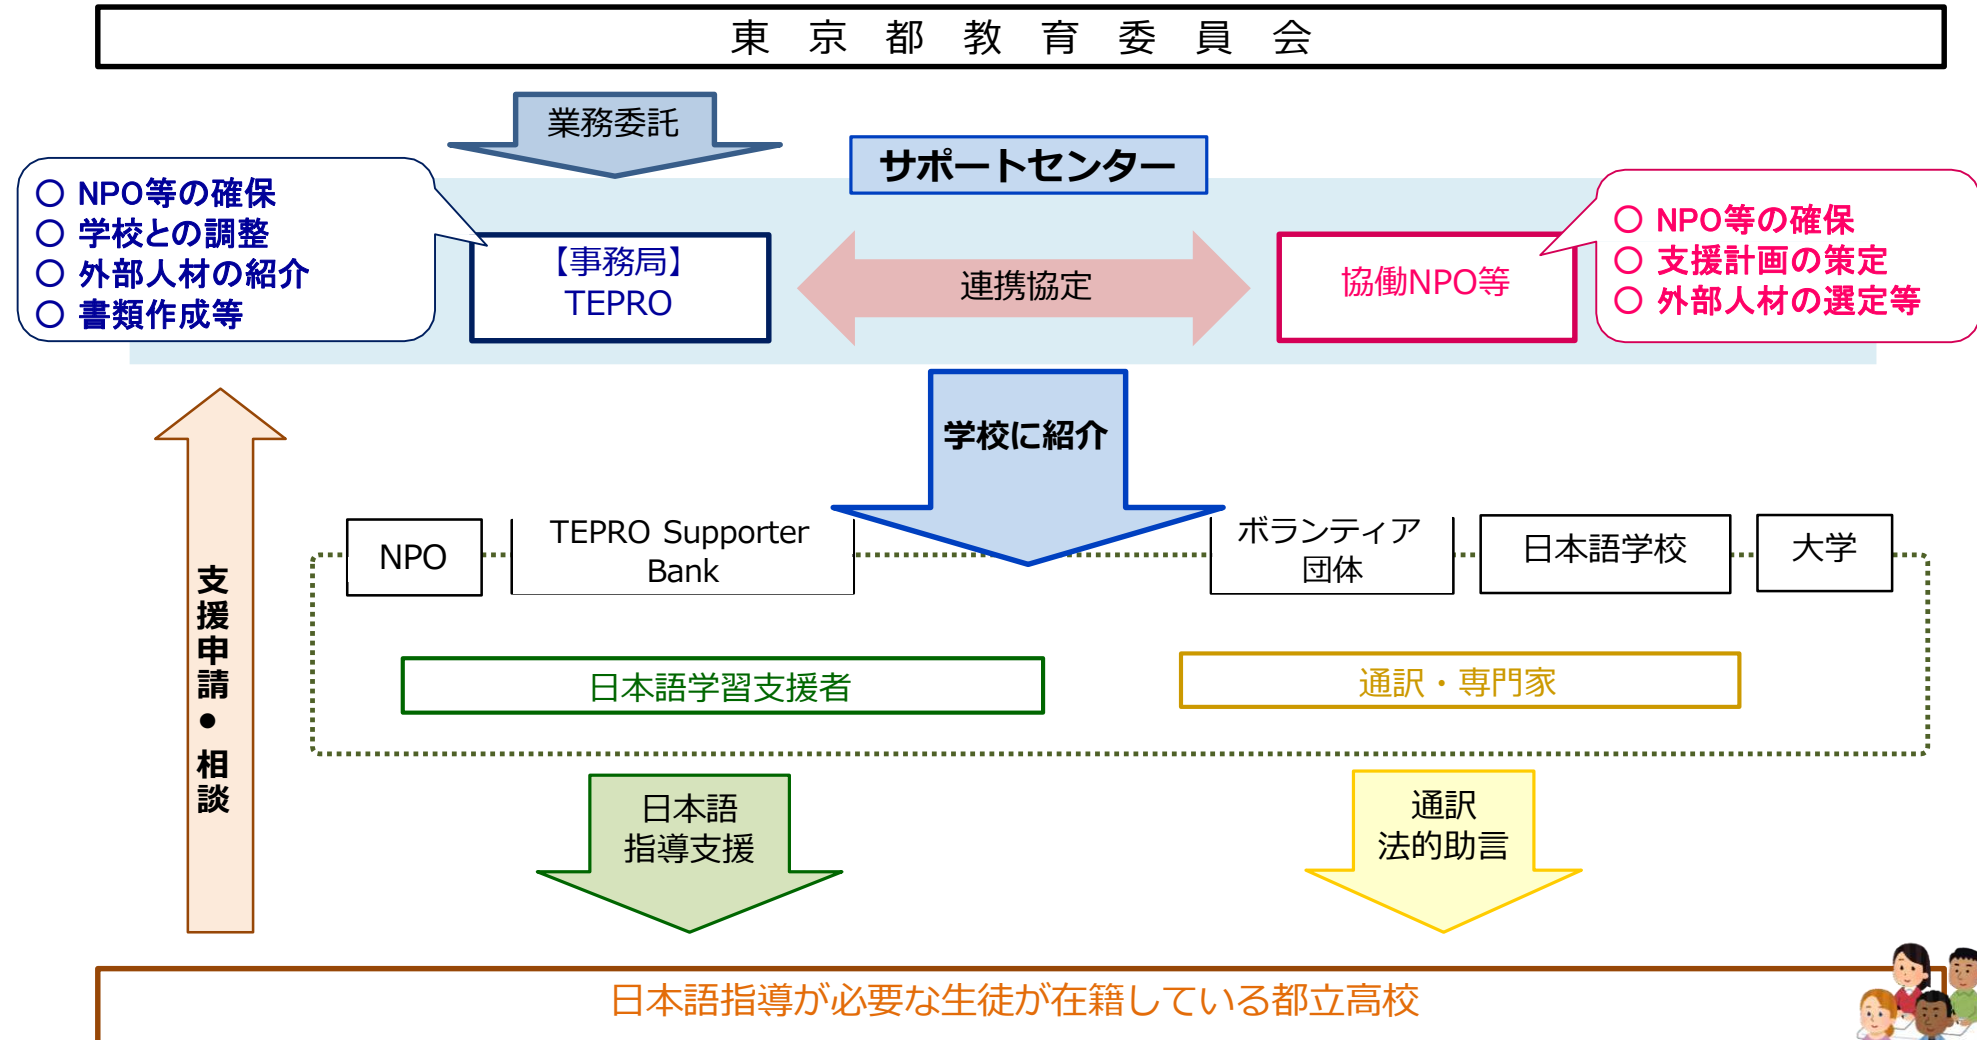 東京都教育委員会
業務委託
サポートセンター
○ NPO等の確保
○ 学校との調整
○ 外部人材の紹介
○ 書類作成等
【事務局】
TEPRO
連携協定
協働NPO等
○ NPO等の確保
○ 支援計画の策定
○ 外部人材の選定等
学校に紹介
支援申請・相談
NPO
TEPRO Supporter
Bank
ボランティア
団体
日本語学校
大学
日本語学習支援者
通訳・専門家
日本語
指導支援
通訳
法的助言
日本語指導が必要な生徒が在籍している都立高校